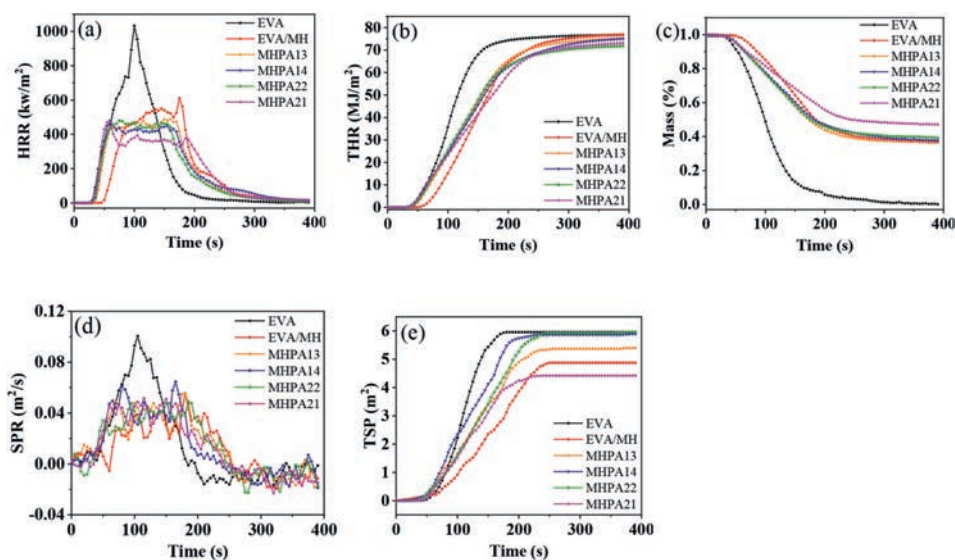 (a)
HRR (kw/m²)
1000
800
600
400
200
0
EVA
EVA/MH
MHPA13
MHPA14
MHPA22
MHPA21
0 100 200 300 400
Time (s)
(b)
THR (MJ/m²)
80
70
60
50
40
30
20
10
0
EVA
EVA/MH
MHPA13
MHPA14
MHPA22
MHPA21
0 100 200 300 400
Time (s)
(c)
Mass (%)
1.0
0.8
0.6
0.4
0.2
0.0
EVA
EVA/MH
MHPA13
MHPA14
MHPA22
MHPA21
0 100 200 300 400
Time (s)
(d)
SPR (m²/s)
0.12
0.08
0.04
0.00
-0.04
EVA
EVA/MH
MHPA13
MHPA14
MHPA22
MHPA21
0 100 200 300 400
Time (s)
(e)
TSP (m²)
6
5
4
3
2
1
0
EVA
EVA/MH
MHPA13
MHPA14
MHPA22
MHPA21
0 100 200 300 400
Time (s)